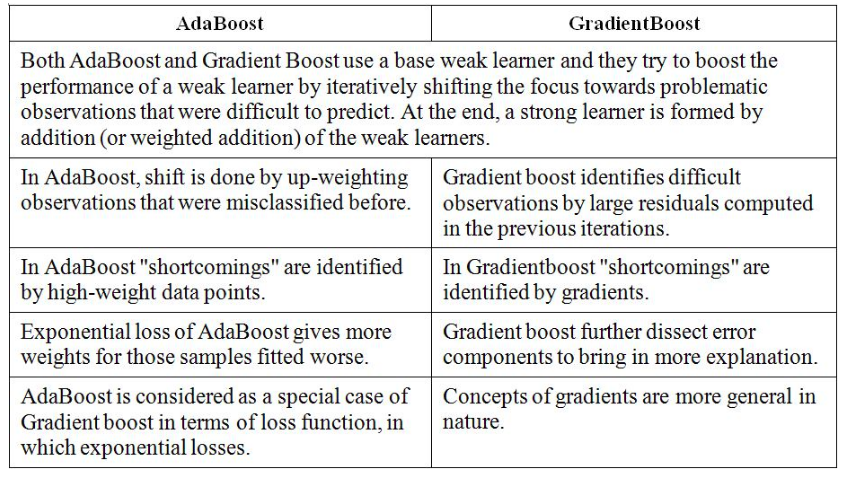 AdaBoost
GradientBoost
Both AdaBoost and Gradient Boost use a base weak learner and they try to boost the
performance of a weak learner by iteratively shifting the focus towards problematic
observations that were difficult to predict. At the end, a strong learner is formed by
addition (or weighted addition) of the weak learners.
In AdaBoost, shift is done by up-weighting
observations that were misclassified before.
Gradient boost identifies difficult
observations by large residuals computed
in the previous iterations.
In AdaBoost "shortcomings" are identified
by high-weight data points.
In Gradientboost "shortcomings" are
identified by gradients.
Exponential loss of AdaBoost gives more
weights for those samples fitted worse.
Gradient boost further dissect error
components to bring in more explanation.
AdaBoost is considered as a special case of
Gradient boost in terms of loss function, in
which exponential losses.
Concepts of gradients are more general in
nature.